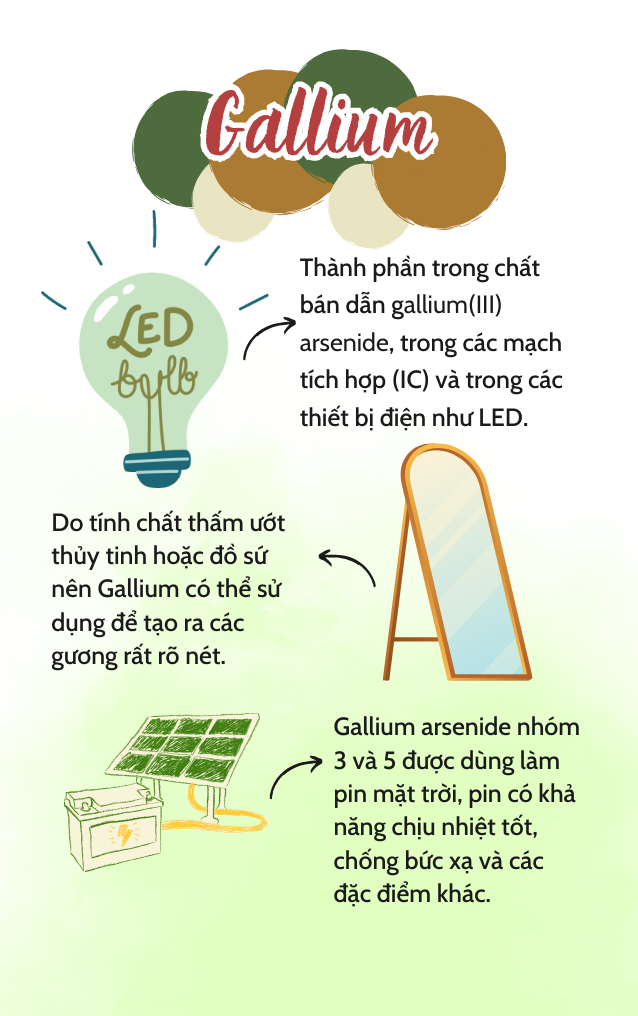 Gallium
LED
bulb
Thành phần trong chất
bán dẫn gallium(III)
arsenide, trong các mạch
tích hợp (IC) và trong các
thiết bị điện như LED.
Do tính chất thấm ướt
thủy tinh hoặc đồ sứ
nên Gallium có thể sử
dụng để tạo ra các
gương rất rõ nét.
Gallium arsenide nhóm
3 và 5 được dùng làm
pin mặt trời, pin có khả
năng chịu nhiệt tốt,
chống bức xạ và các
đặc điểm khác.